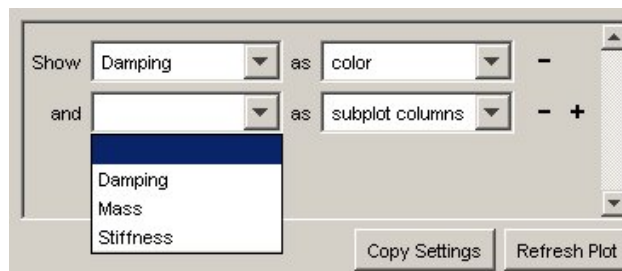 Show Damping as color −
and as subplot columns − +
Damping
Mass
Stiffness
Copy Settings Refresh Plot